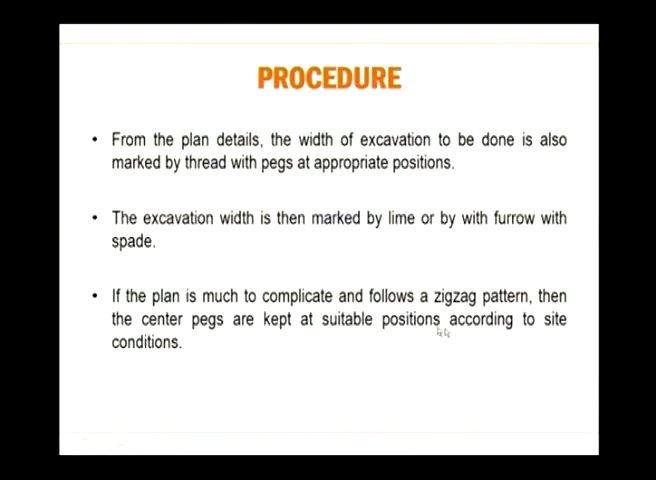 PROCEDURE
• From the plan details, the width of excavation to be done is also
marked by thread with pegs at appropriate positions.
• The excavation width is then marked by lime or by with furrow with
spade.
• If the plan is much to complicate and follows a zigzag pattern, then
the center pegs are kept at suitable positions according to site
conditions.